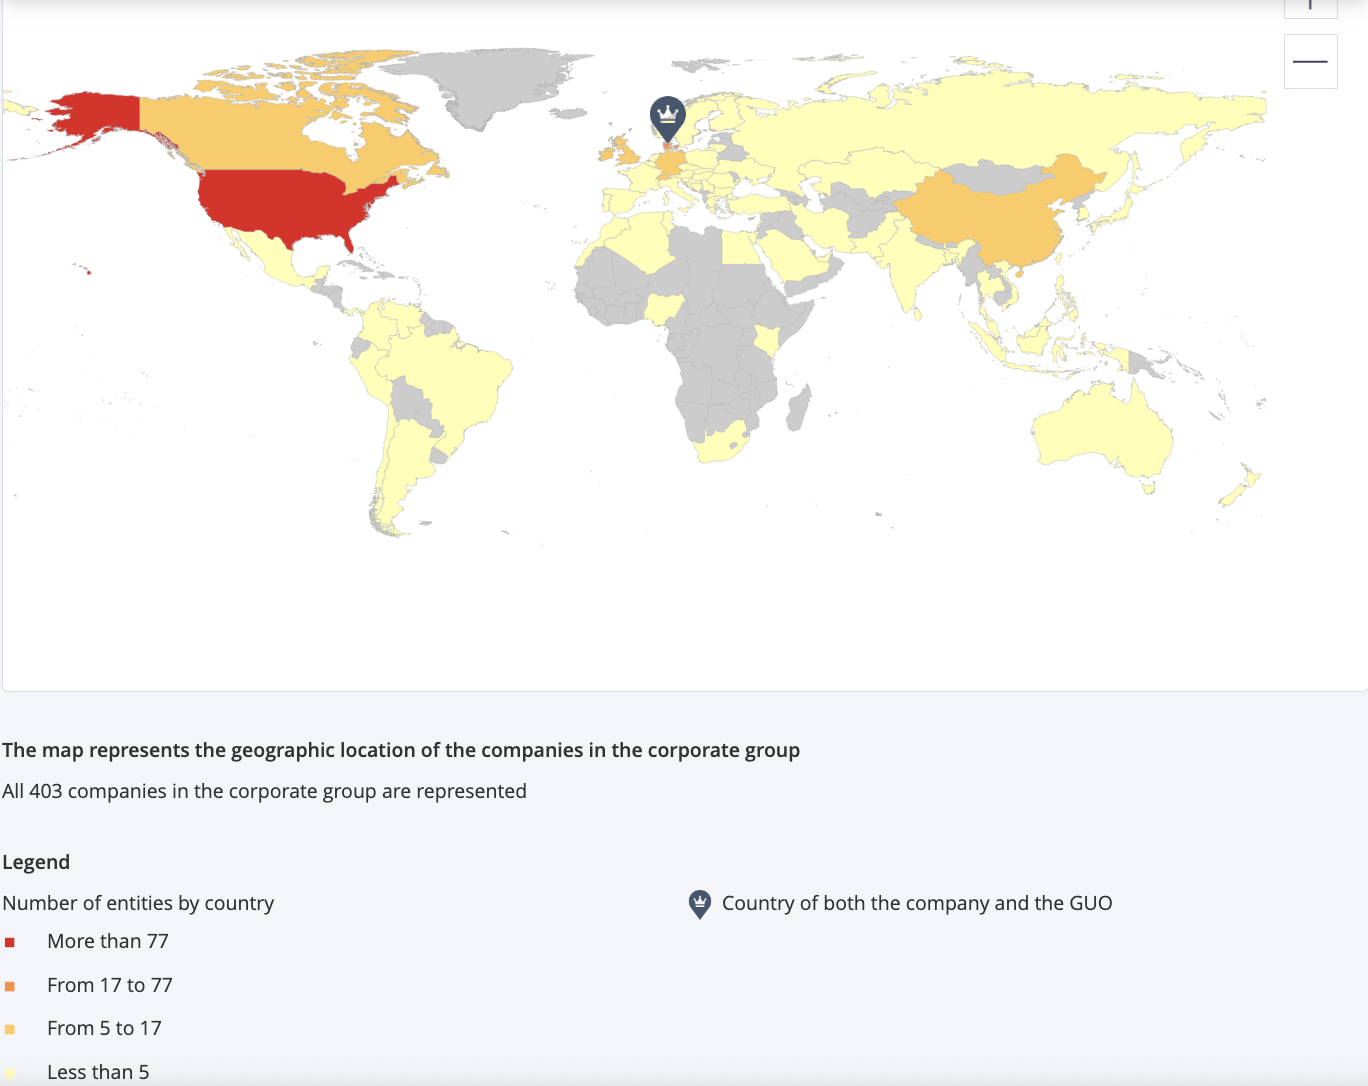 The map represents the geographic location of the companies in the corporate group
All 403 companies in the corporate group are represented
Legend
Number of entities by country
Country of both the company and the GUO
More than 77
From 17 to 77
From 5 to 17
Less than 5